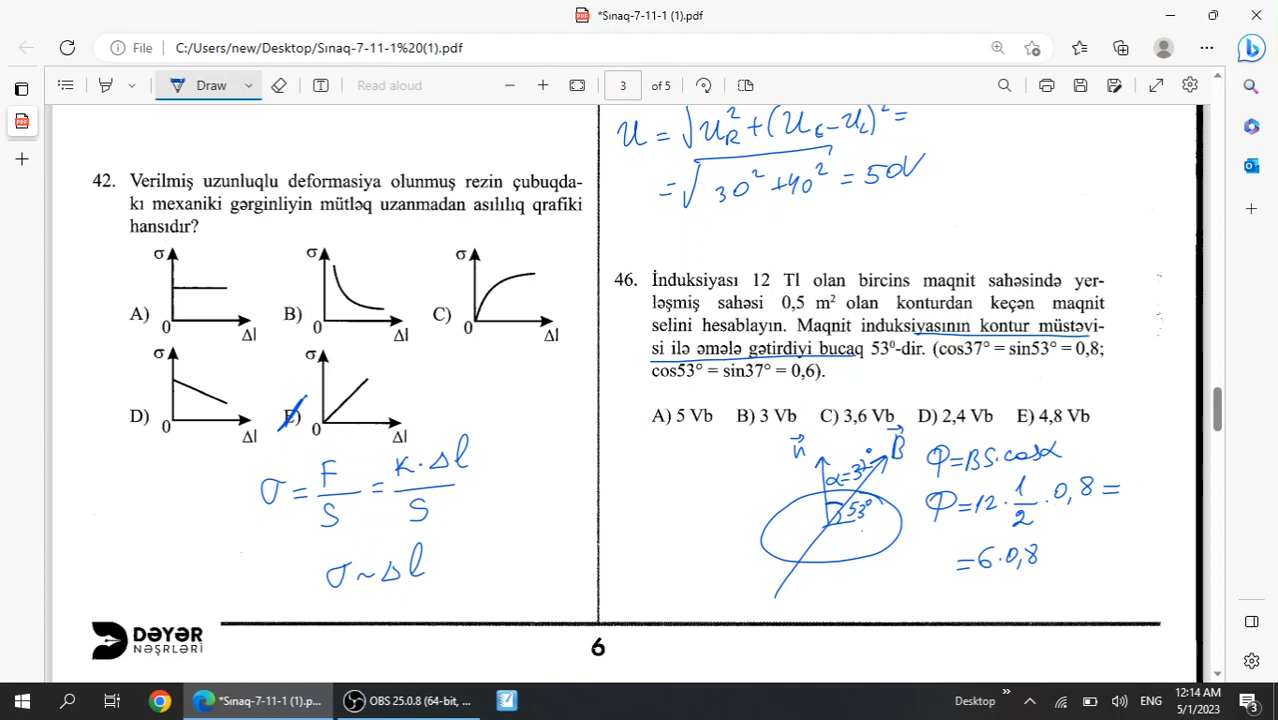 *Sınaq-7-11-1 (1).pdf
File C:/Users/new/Desktop/Sınaq-7-11-1%20(1).pdf
Draw Read aloud 3 of 5
U = √U_R² + (U_C – U_L)² =
= √30² + 40² = 50V
42. Verilmiş uzunluqlu deformasiya olunmuş rezin çubuqda-
kı mexaniki gərginliyin mütləq uzanmadan asılılıq qrafiki
hansıdır?
σ σ σ
A) B) C)
0 Δl 0 Δl 0 Δl
σ σ
D) E)
0 Δl 0 Δl
σ = F/S = K·Δl/S
σ ~ Δl
46. İnduksiyası 12 Tl olan bircins maqnit sahəsində yer-
ləşmiş sahəsi 0,5 m² olan konturdan keçən maqnit
selini hesablayın. Maqnit induksiyasının kontur müstəvi-
si ilə əmələ gətirdiyi bucaq 53⁰-dir. (cos37° = sin53° = 0,8;
cos53° = sin37° = 0,6).
A) 5 Vb B) 3 Vb C) 3,6 Vb D) 2,4 Vb E) 4,8 Vb
n B
α=37°
53°
Φ=BS·cosα
Φ=12·1/2·0,8=
=6·0,8
DƏYƏR
NƏŞRLƏRİ
6
*Sınaq-7-11-1 (1).p...
OBS 25.0.8 (64-bit, ...
Desktop
ENG
12:14 AM
5/1/2023
3